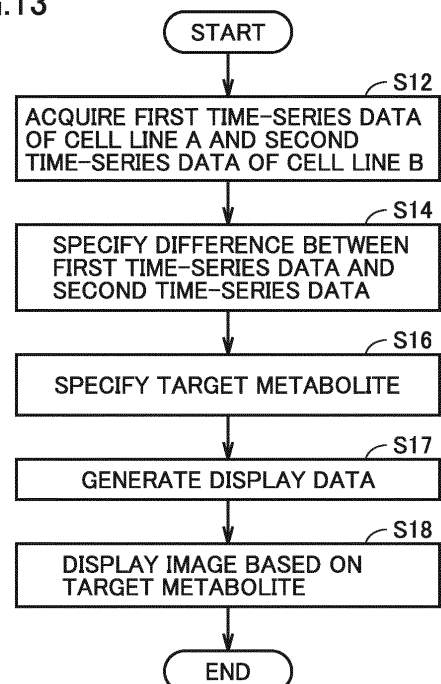 START
S12
ACQUIRE FIRST TIME-SERIES DATA
OF CELL LINE A AND SECOND
TIME-SERIES DATA OF CELL LINE B
S14
SPECIFY DIFFERENCE BETWEEN
FIRST TIME-SERIES DATA AND
SECOND TIME-SERIES DATA
S16
SPECIFY TARGET METABOLITE
S17
GENERATE DISPLAY DATA
S18
DISPLAY IMAGE BASED ON
TARGET METABOLITE
END